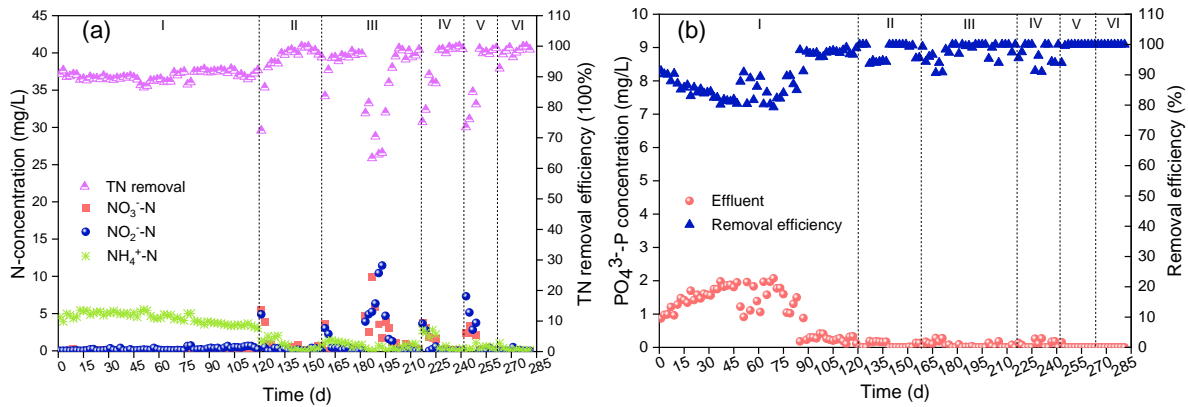 (a)
I
II
III
IV
V
VI
N-concentration (mg/L)
45
40
35
30
25
20
15
10
5
0
TN removal
NO₃⁻-N
NO₂⁻-N
NH₄⁺-N
TN removal efficiency (100%)
110
100
90
80
70
60
50
40
30
20
10
0
0 15 30 45 60 75 90 105 120 135 150 165 180 195 210 225 240 255 270 285
Time (d)
(b)
I
II
III
IV
V
VI
PO₄³⁻-P concentration (mg/L)
10
9
8
7
6
5
4
3
2
1
0
Effluent
Removal efficiency
Removal efficiency (%)
110
100
90
80
70
60
50
40
30
20
10
0
0 15 30 45 60 75 90 105 120 135 150 165 180 195 210 225 240 255 270 285
Time (d)